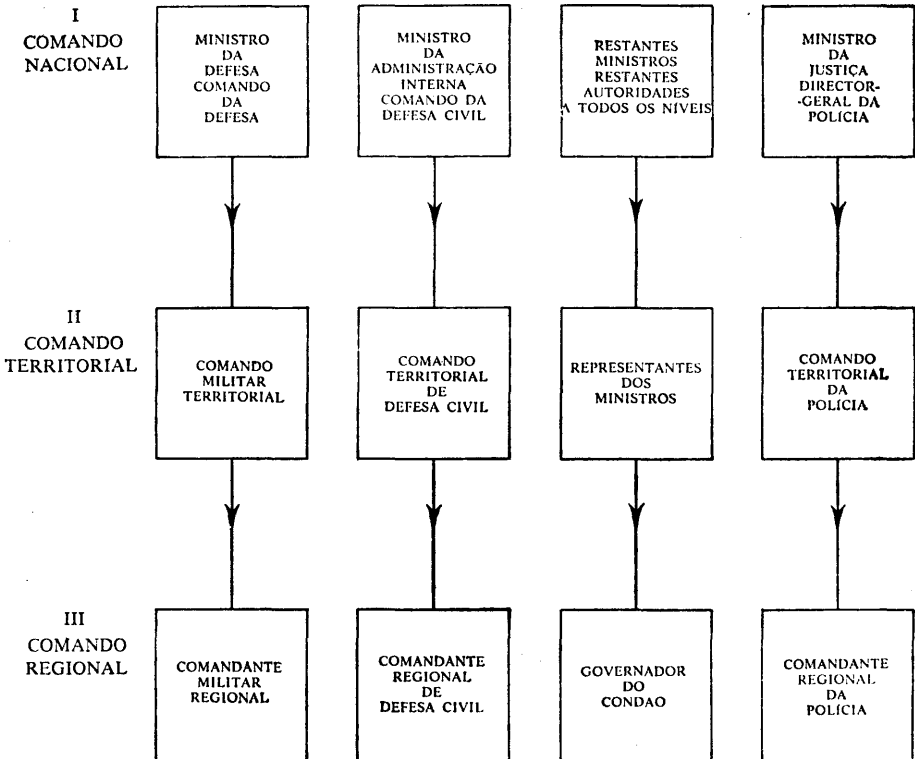 I
COMANDO
NACIONAL
MINISTRO
DA
DEFESA
COMANDO
DA
DEFESA
MINISTRO
DA
ADMINISTRAÇÃO
INTERNA
COMANDO DA
DEFESA CIVIL
RESTANTES
MINISTROS
RESTANTES
AUTORIDADES
A TODOS OS NÍVEIS
MINISTRO
DA
JUSTIÇA
DIRECTOR-
-GERAL DA
POLÍCIA
II
COMANDO
TERRITORIAL
COMANDO
MILITAR
TERRITORIAL
COMANDO
TERRITORIAL
DE
DEFESA CIVIL
REPRESENTANTES
DOS
MINISTROS
COMANDO
TERRITORIAL
DA
POLÍCIA
III
COMANDO
REGIONAL
COMANDANTE
MILITAR
REGIONAL
COMANDANTE
REGIONAL
DE
DEFESA CIVIL
GOVERNADOR
DO
CONDAO
COMANDANTE
REGIONAL
DA
POLÍCIA